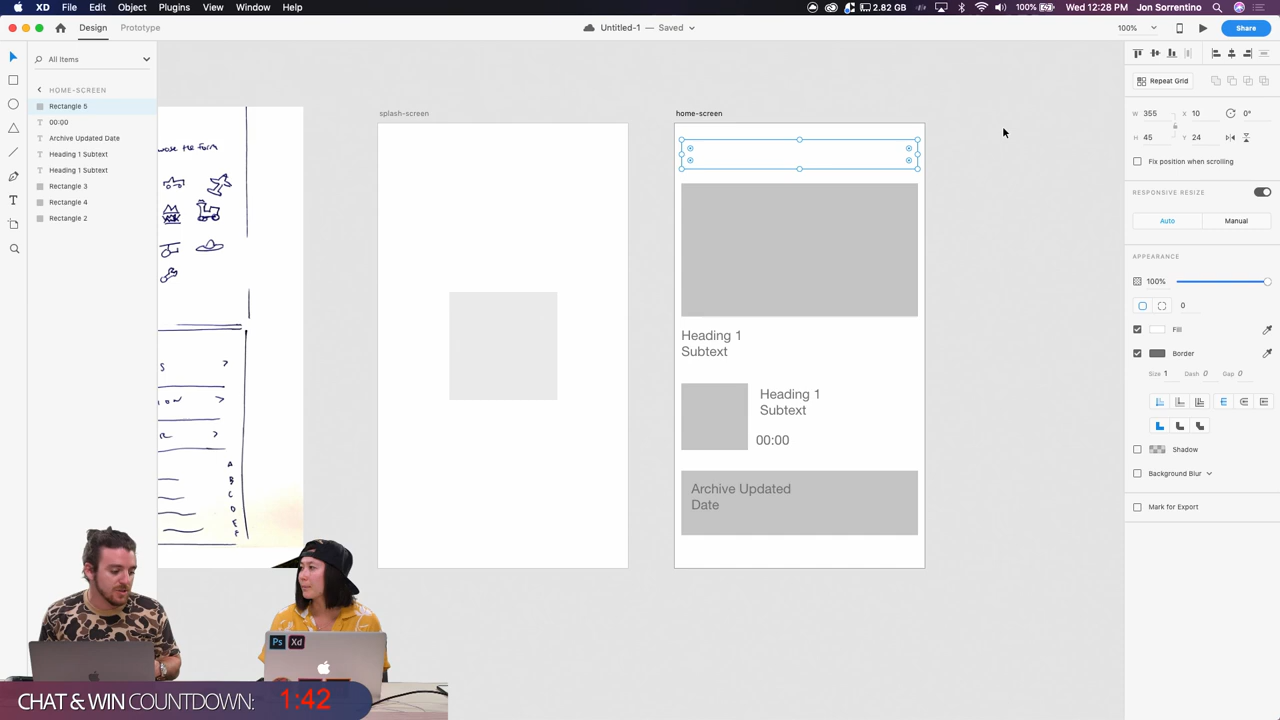 XD File Edit Object Plugins View Window Help
2.82 GB 100% Wed 12:28 PM Jon Sorrentino
Design Prototype
Untitled-1 — Saved
100%
Share
All Items
HOME-SCREEN
Rectangle 5
00:00
Archive Updated Date
Heading 1 Subtext
Heading 1 Subtext
Rectangle 3
Rectangle 4
Rectangle 2
splash-screen
home-screen
Heading 1
Subtext
Heading 1
Subtext
00:00
Archive Updated
Date
Repeat Grid
W 355 X 10 0°
H 45 Y 24
Fix position when scrolling
RESPONSIVE RESIZE
Auto Manual
APPEARANCE
100%
0
Fill
Border
Size 1 Dash 0 Gap 0
Shadow
Background Blur
Mark for Export
the form
S >
ON >
R >
A
B
C
D
E
F
Ps Xd
CHAT & WIN COUNTDOWN: 1:42